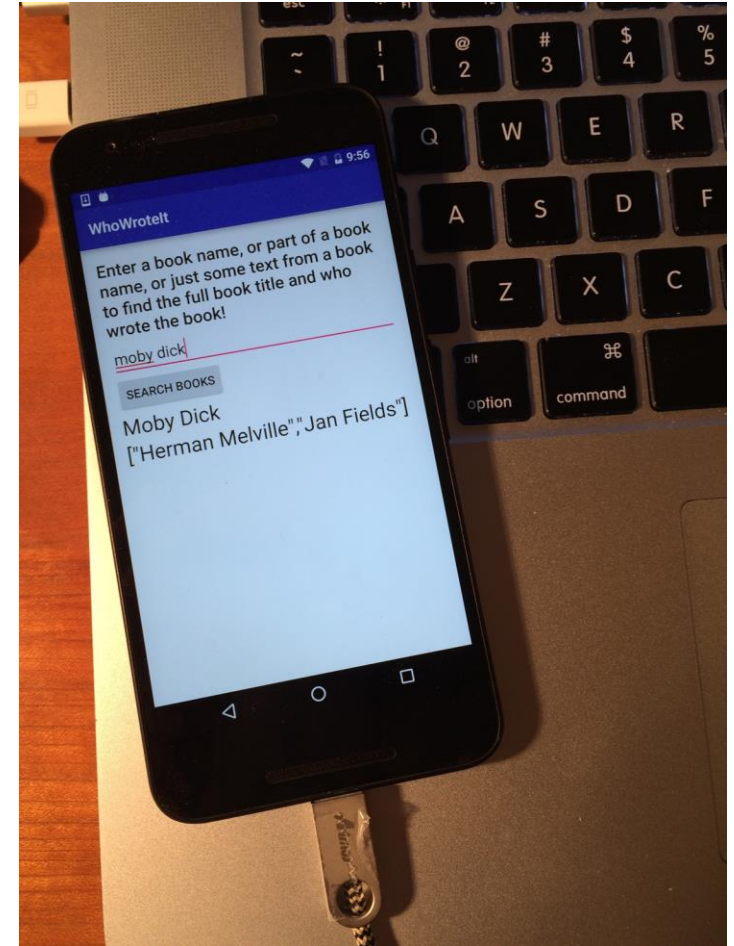 esc
~ ! @ # $ %
` 1 2 3 4 5
Q W E R
A S D F
Z X C
alt ⌘
option command
9:56
WhoWroteIt
Enter a book name, or part of a book
name, or just some text from a book
to find the full book title and who
wrote the book!
moby dick
SEARCH BOOKS
Moby Dick
["Herman Melville","Jan Fields"]